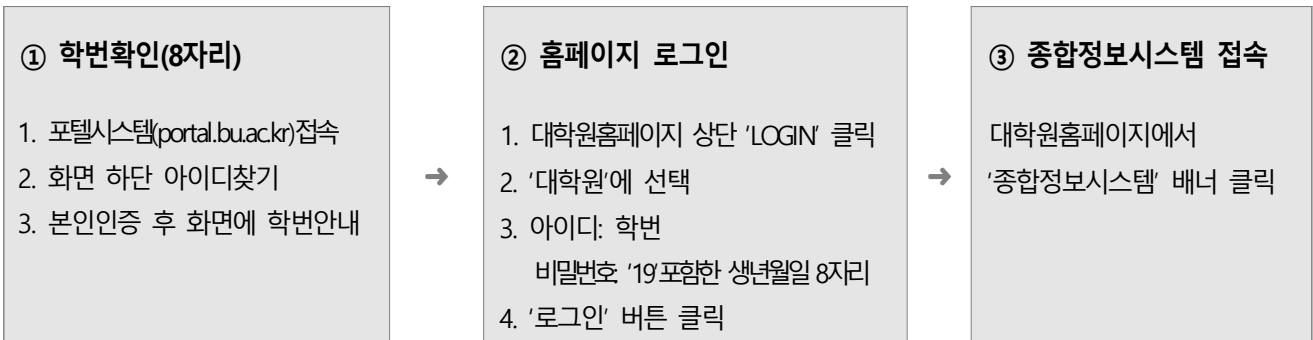 ① 학번확인(8자리)
1. 포텔시스템(portal.bu.ac.kr)접속
2. 화면 하단 아이디찾기
3. 본인인증 후 화면에 학번안내
➜
② 홈페이지 로그인
1. 대학원홈페이지 상단 'LOGIN' 클릭
2. '대학원'에 선택
3. 아이디: 학번
비밀번호: '19'포함한 생년월일 8자리
4. '로그인' 버튼 클릭
➜
③ 종합정보시스템 접속
대학원홈페이지에서
'종합정보시스템' 배너 클릭